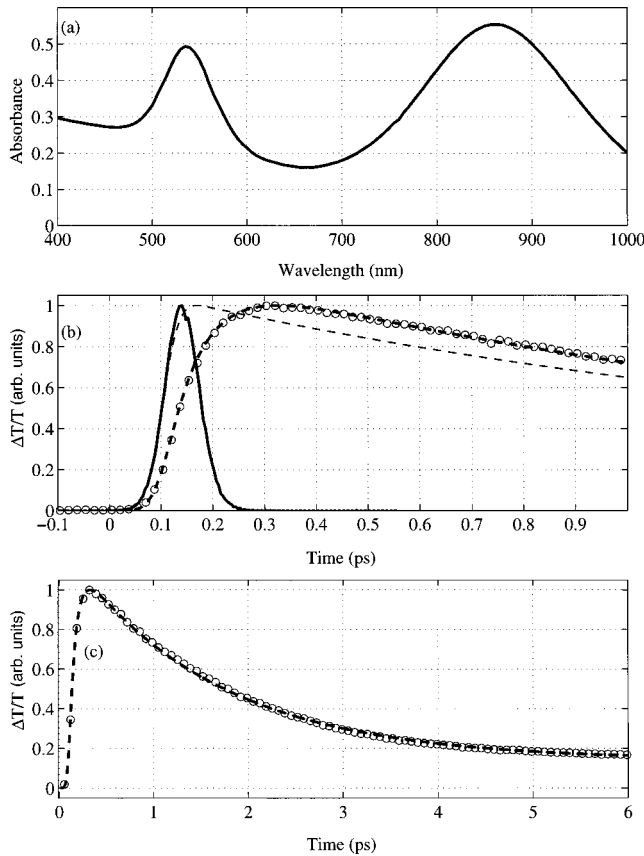 (a)
Absorbance
0.5
0.4
0.3
0.2
0.1
0
400 500 600 700 800 900 1000
Wavelength (nm)
(b)
ΔT/T (arb. units)
1
0.8
0.6
0.4
0.2
0
−0.1 0 0.1 0.2 0.3 0.4 0.5 0.6 0.7 0.8 0.9
Time (ps)
(c)
ΔT/T (arb. units)
1
0.8
0.6
0.4
0.2
0
0 1 2 3 4 5 6
Time (ps)